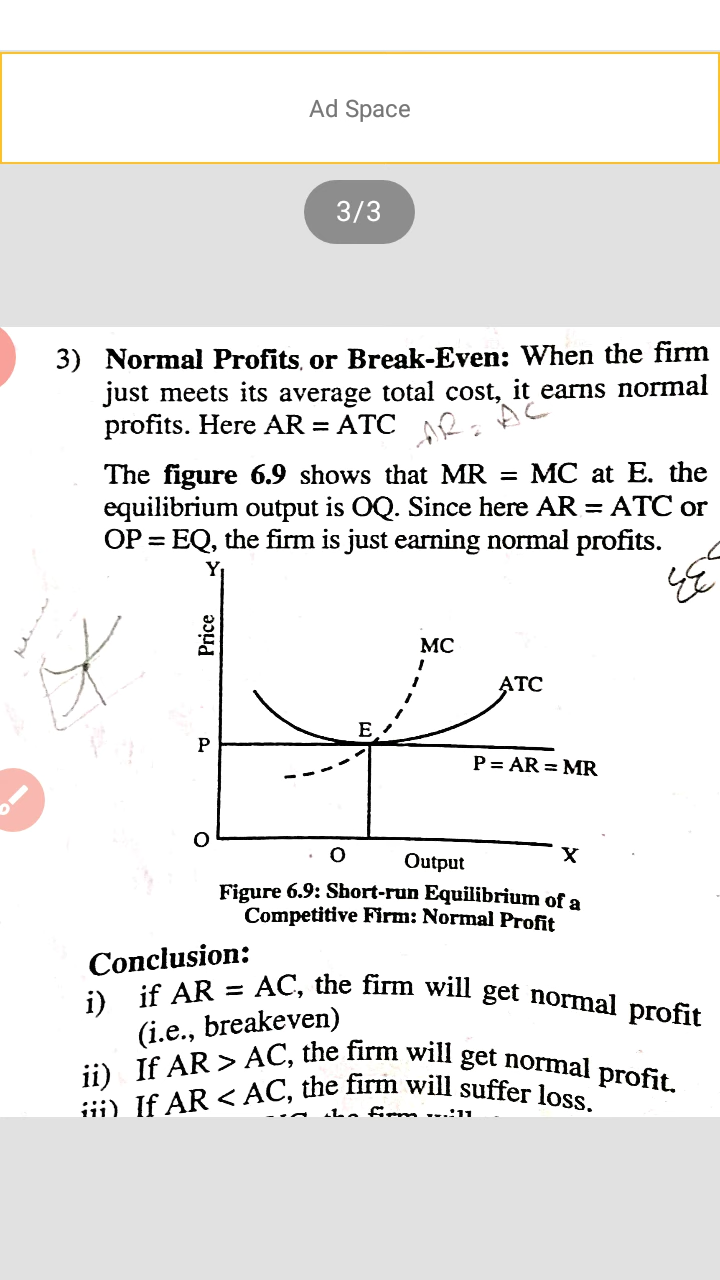 Ad Space
3/3
3) Normal Profits or Break-Even: When the firm
just meets its average total cost, it earns normal
profits. Here AR = ATC AR = AC
The figure 6.9 shows that MR = MC at E. the
equilibrium output is OQ. Since here AR = ATC or
OP = EQ, the firm is just earning normal profits.
Y
Price
MC
ATC
E
P
P = AR = MR
O
O
Output
X
Figure 6.9: Short-run Equilibrium of a
Competitive Firm: Normal Profit
Conclusion:
i) if AR = AC, the firm will get normal profit
(i.e., breakeven)
ii) If AR > AC, the firm will get normal profit.
iii) If AR < AC, the firm will suffer loss.